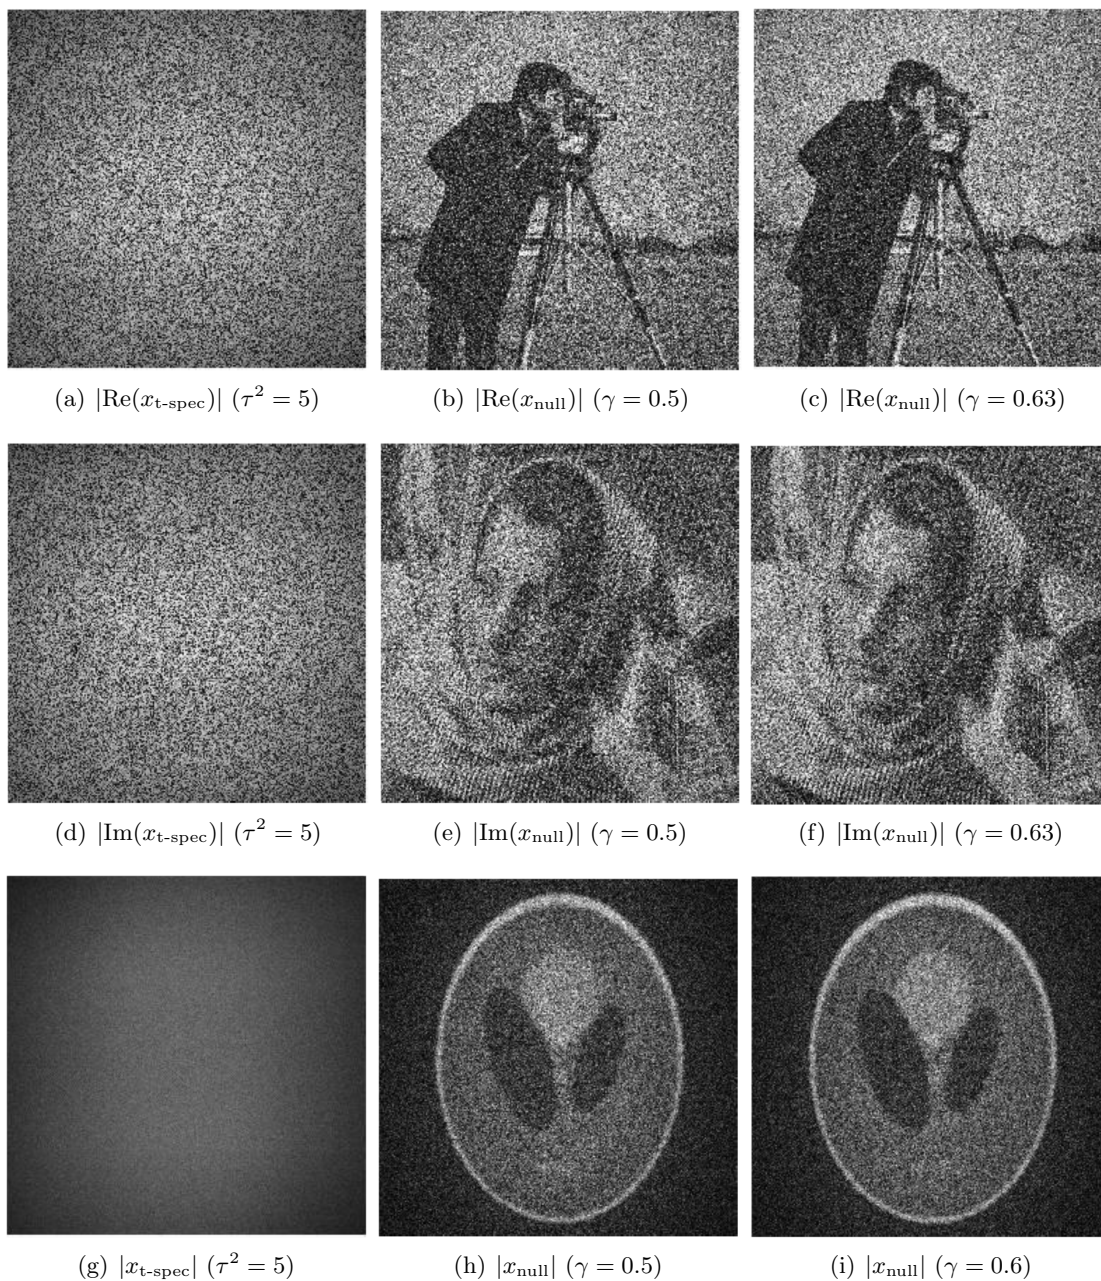 (a) |Re(x_t-spec)| (τ² = 5) (b) |Re(x_null)| (γ = 0.5) (c) |Re(x_null)| (γ = 0.63)
(d) |Im(x_t-spec)| (τ² = 5) (e) |Im(x_null)| (γ = 0.5) (f) |Im(x_null)| (γ = 0.63)
(g) |x_t-spec| (τ² = 5) (h) |x_null| (γ = 0.5) (i) |x_null| (γ = 0.6)